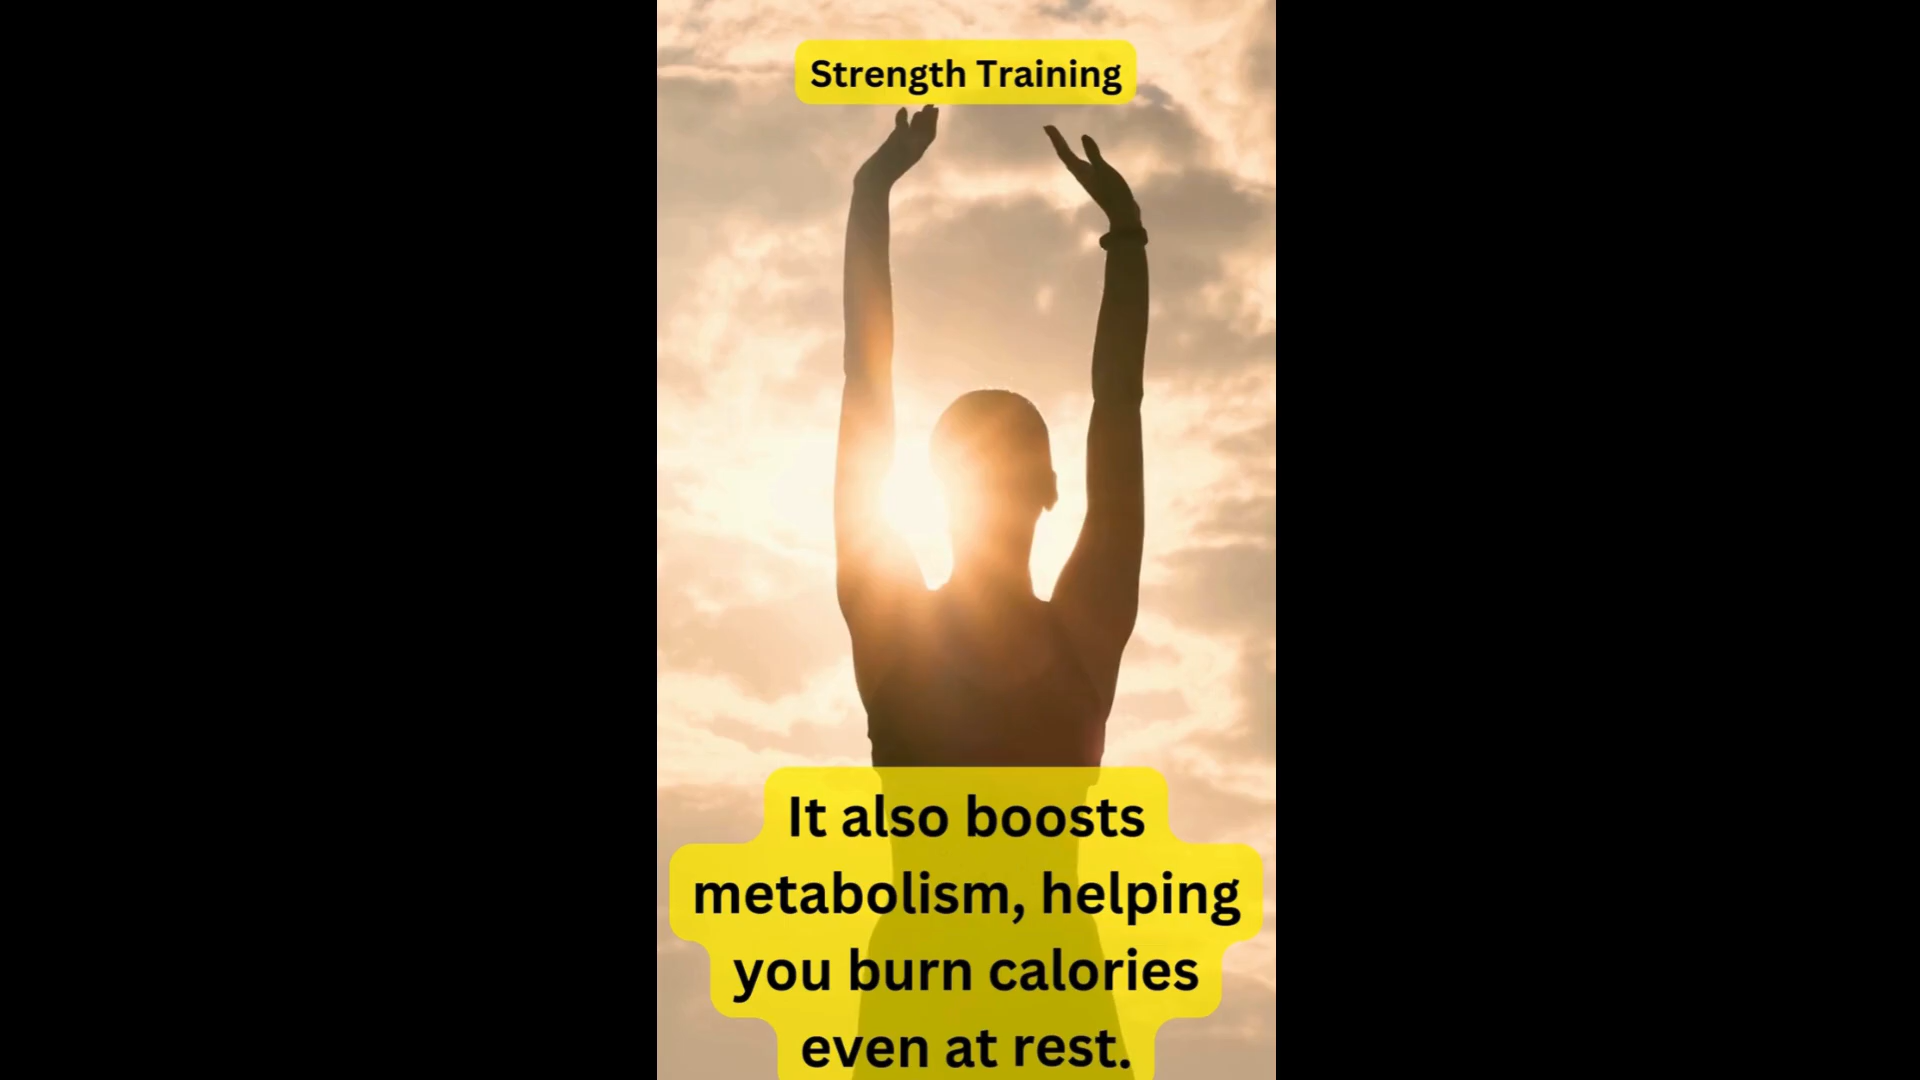 Strength Training
It also boosts
metabolism, helping
you burn calories
even at rest.